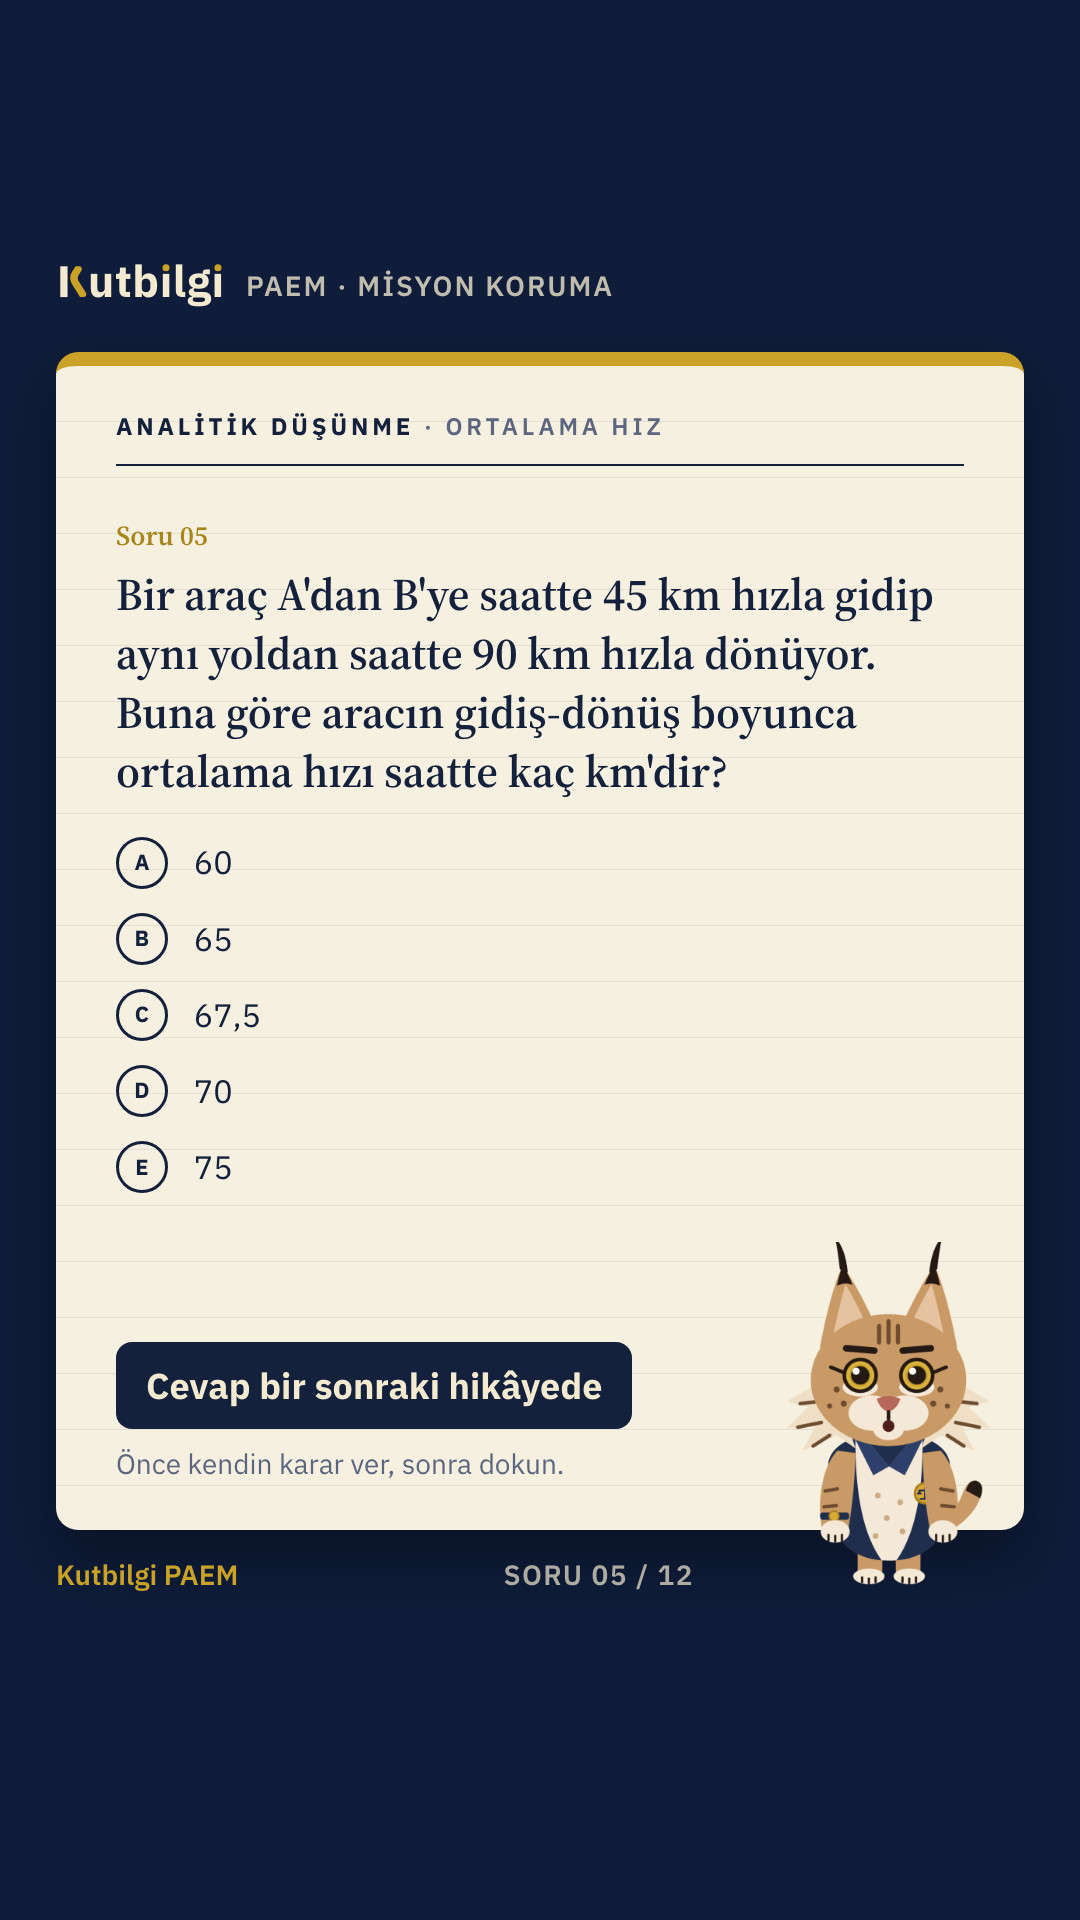 Kutbilgi PAEM · MİSYON KORUMA
ANALİTİK DÜŞÜNME · ORTALAMA HIZ
Soru 05
Bir araç A'dan B'ye saatte 45 km hızla gidip
aynı yoldan saatte 90 km hızla dönüyor.
Buna göre aracın gidiş-dönüş boyunca
ortalama hızı saatte kaç km'dir?
A 60
B 65
C 67,5
D 70
E 75
Cevap bir sonraki hikâyede
Önce kendin karar ver, sonra dokun.
Kutbilgi PAEM SORU 05 / 12